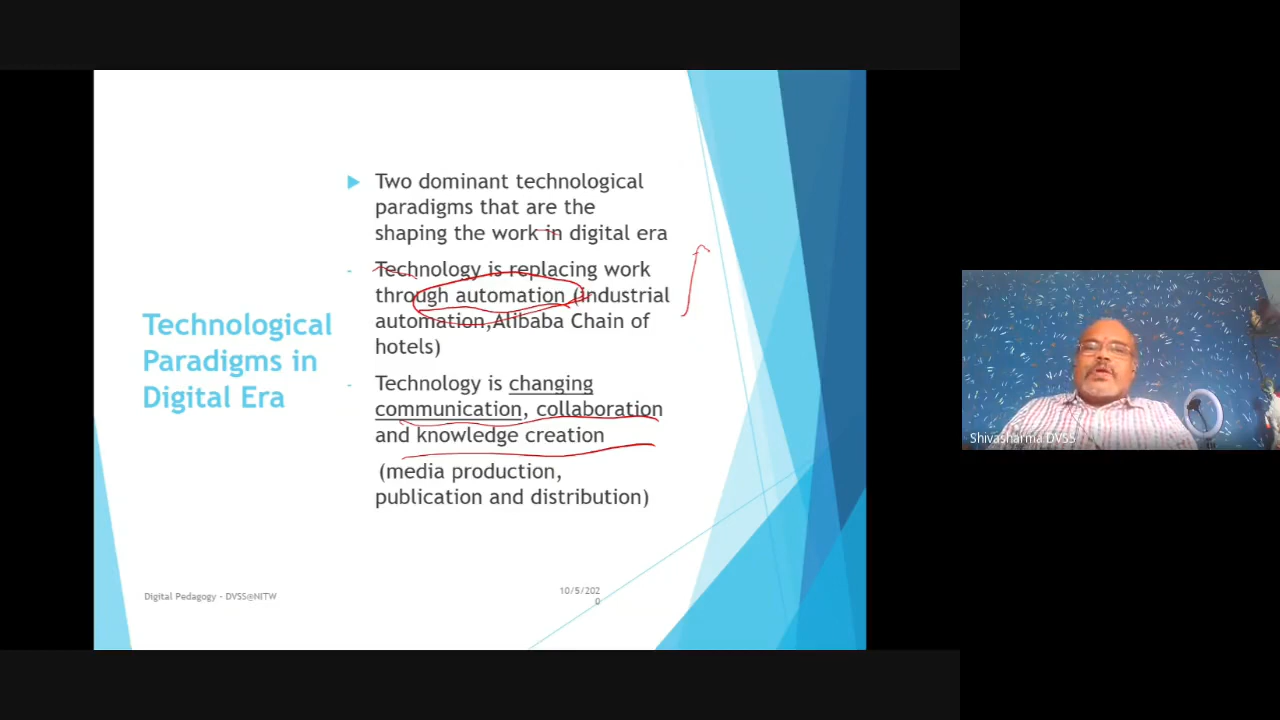 Technological
Paradigms in
Digital Era
Two dominant technological
paradigms that are the
shaping the work in digital era
- Technology is replacing work
through automation (industrial
automation,Alibaba Chain of
hotels)
- Technology is changing
communication, collaboration
and knowledge creation
(media production,
publication and distribution)
Digital Pedagogy - DVSS@NITW
10/5/202
0
Shivasharma DVSS